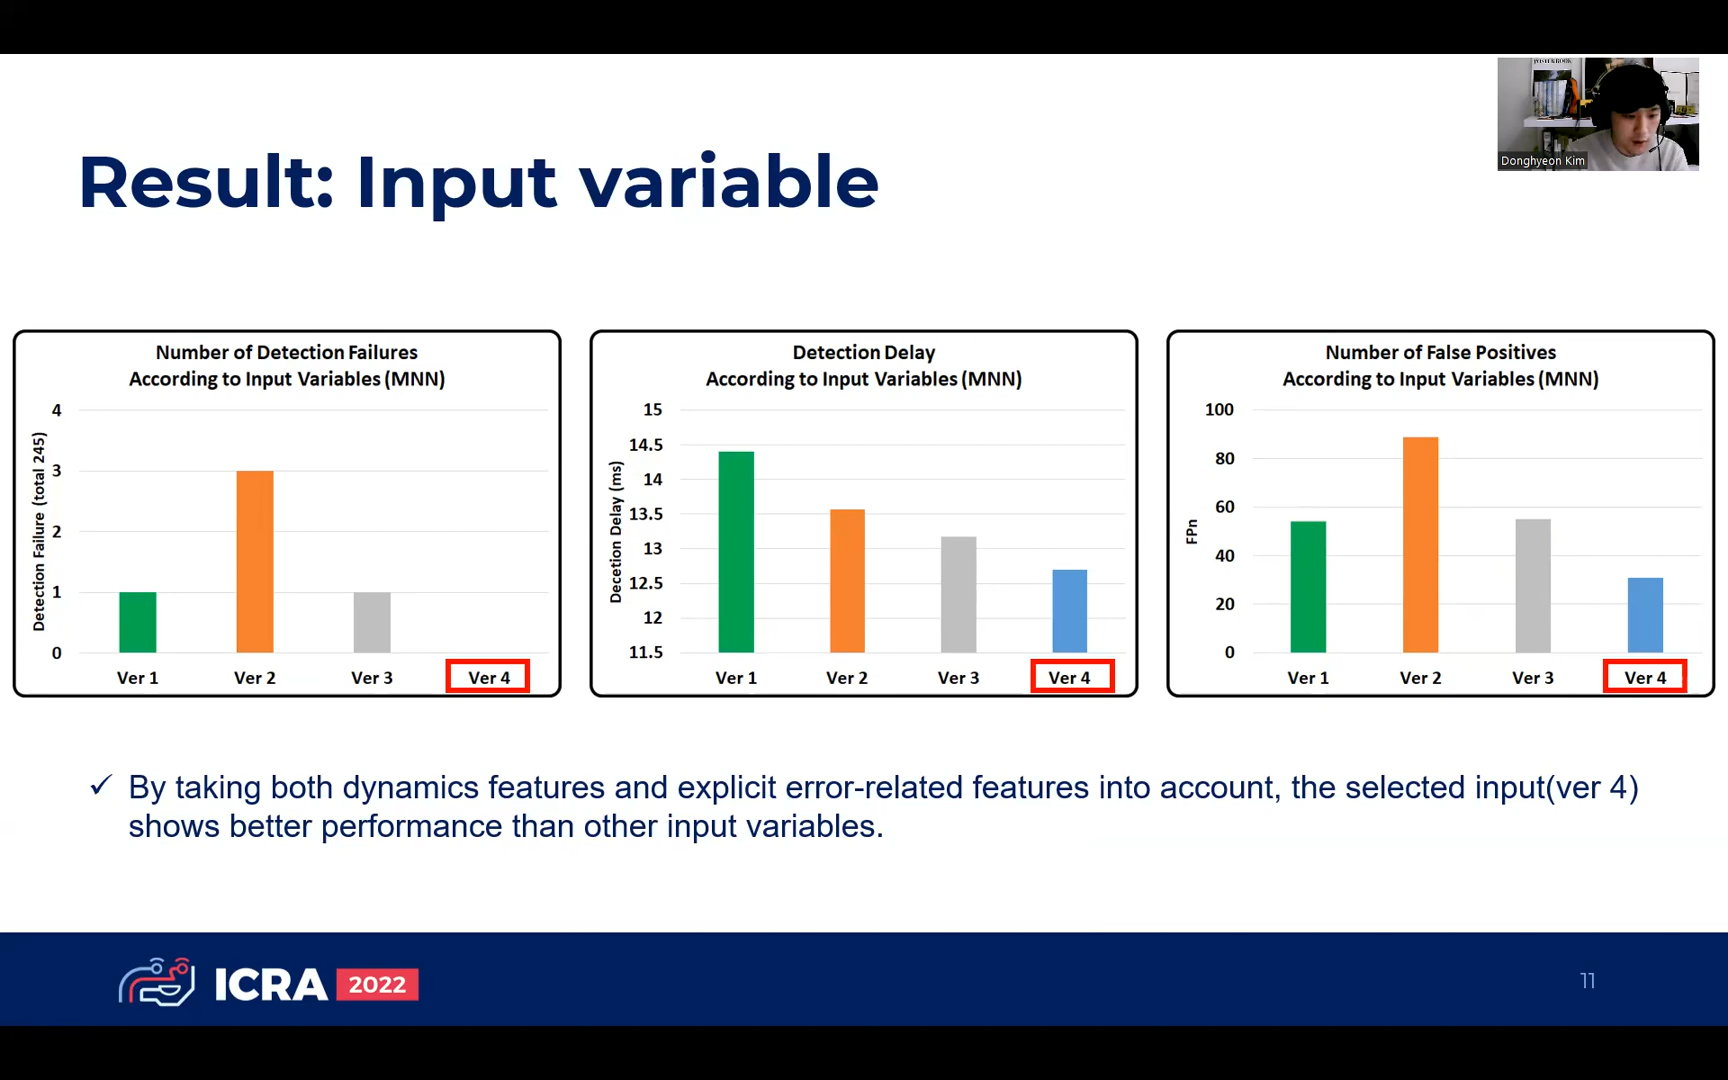 Donghyeon Kim
Result: Input variable
Number of Detection Failures
According to Input Variables (MNN)
Detection Failure (total 245)
4
3
2
1
0
Ver 1 Ver 2 Ver 3 Ver 4
Detection Delay
According to Input Variables (MNN)
Decetion Delay (ms)
15
14.5
14
13.5
13
12.5
12
11.5
Ver 1 Ver 2 Ver 3 Ver 4
Number of False Positives
According to Input Variables (MNN)
FPn
100
80
60
40
20
0
Ver 1 Ver 2 Ver 3 Ver 4
✓ By taking both dynamics features and explicit error-related features into account, the selected input(ver 4)
shows better performance than other input variables.
ICRA 2022
11